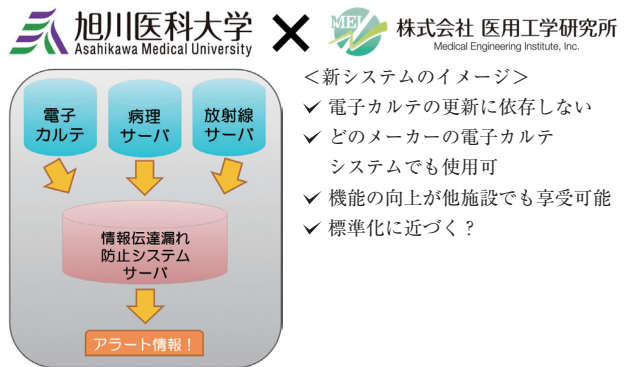 旭川医科大学
Asahikawa Medical University
×
MEI
株式会社 医用工学研究所
Medical Engineering Institute, Inc.
電子
カルテ
病理
サーバ
放射線
サーバ
情報伝達漏れ
防止システム
サーバ
アラート情報！
＜新システムのイメージ＞
✓ 電子カルテの更新に依存しない
✓ どのメーカーの電子カルテ
システムでも使用可
✓ 機能の向上が他施設でも享受可能
✓ 標準化に近づく？